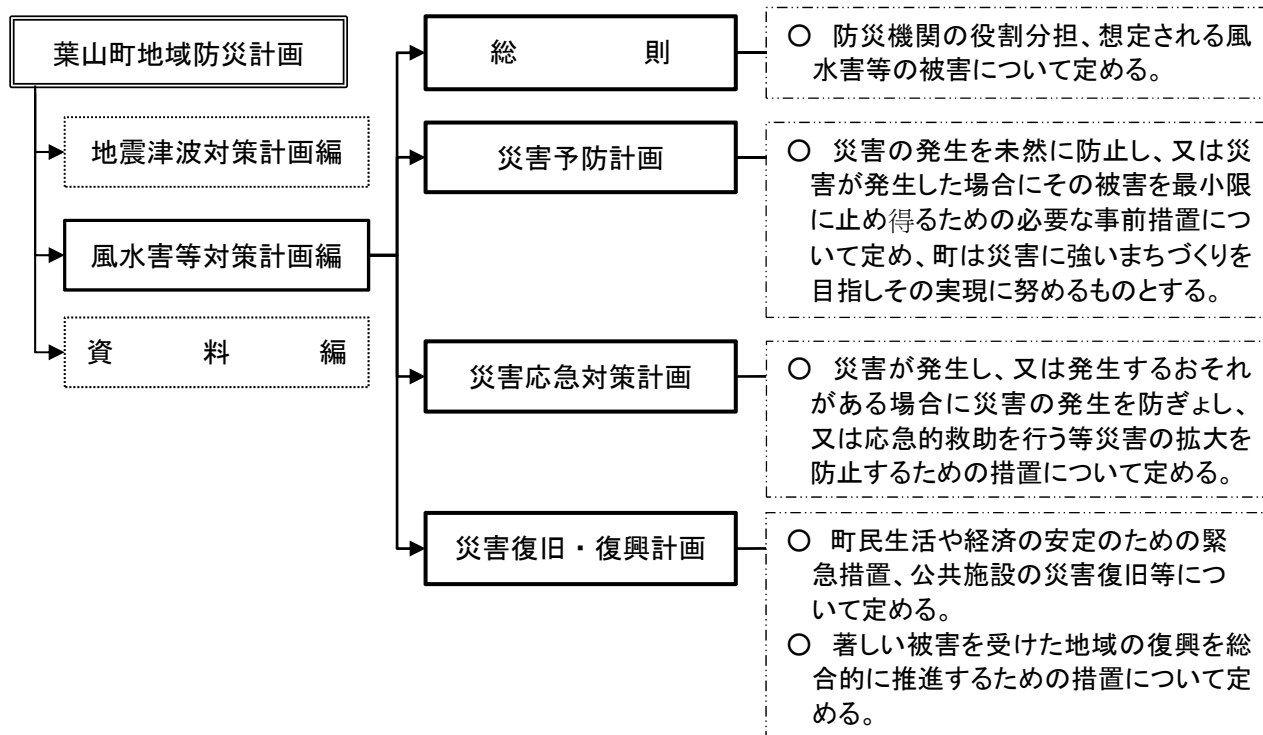 葉山町地域防災計画
地震津波対策計画編
風水害等対策計画編
資料編
総則
○ 防災機関の役割分担、想定される風
水害等の被害について定める。
災害予防計画
○ 災害の発生を未然に防止し、又は災
害が発生した場合にその被害を最小限
に止め得るための必要な事前措置につ
いて定め、町は災害に強いまちづくりを
目指しその実現に努めるものとする。
災害応急対策計画
○ 災害が発生し、又は発生するおそれ
がある場合に災害の発生を防ぎょし、
又は応急的救助を行う等災害の拡大を
防止するための措置について定める。
災害復旧・復興計画
○ 町民生活や経済の安定のための緊
急措置、公共施設の災害復旧等につ
いて定める。
○ 著しい被害を受けた地域の復興を総
合的に推進するための措置について定
める。